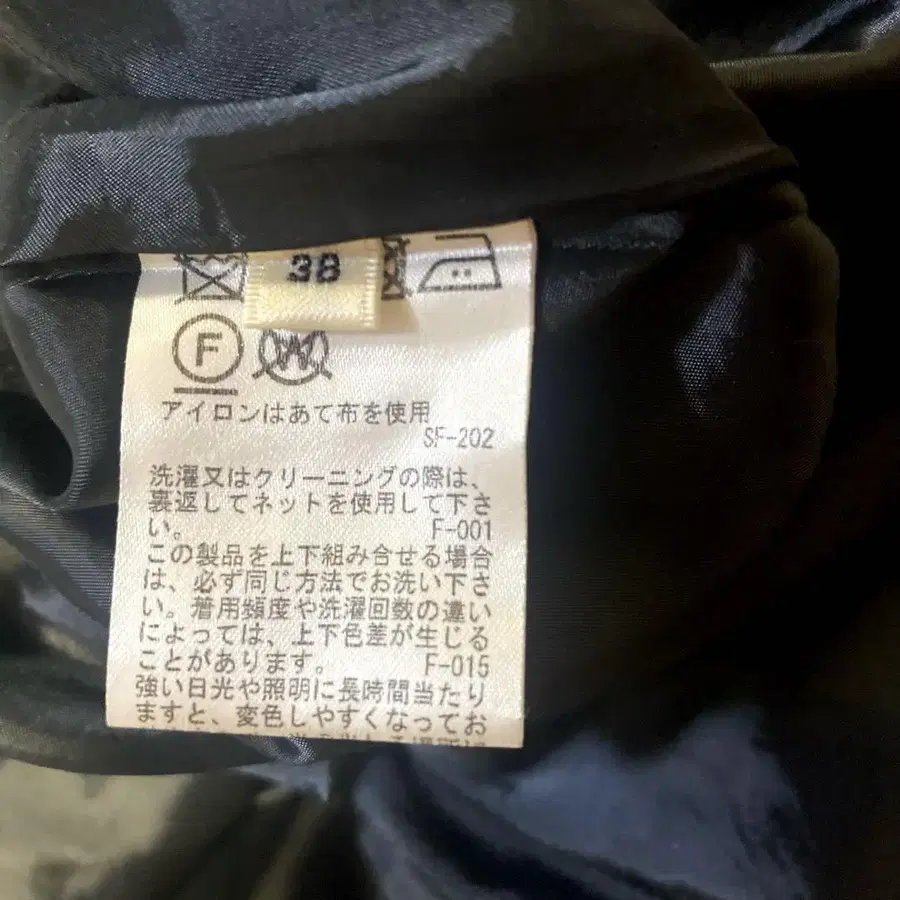 38
F
W
アイロンはあて布を使用
SF-202
洗濯又はクリーニングの際は、
裏返してネットを使用して下さ
い。 F-001
この製品を上下組み合せる場合
は、必ず同じ方法でお洗い下さ
い。着用頻度や洗濯回数の違い
によっては、上下色差が生じる
ことがあります。 F-015
強い日光や照明に長時間当たり
ますと、変色しやすくなってお